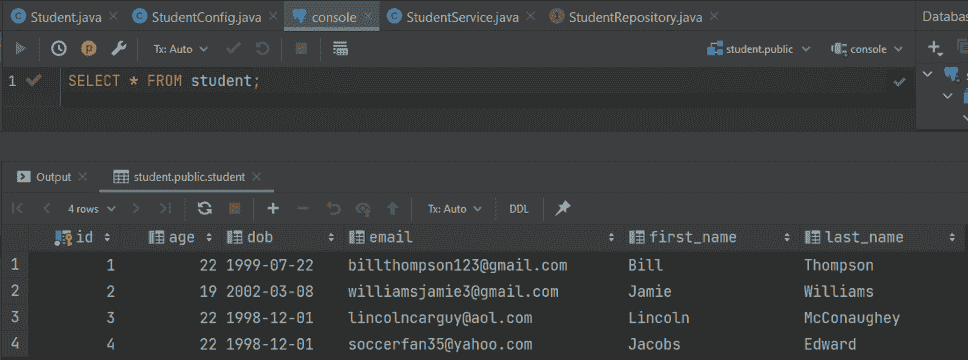 Student.java StudentConfig.java console StudentService.java StudentRepository.java Databas
Tx: Auto student.public console
1 SELECT * FROM student;
Output student.public.student
4 rows Tx: Auto DDL
id age dob email first_name last_name
1 1 22 1999-07-22 billthompson123@gmail.com Bill Thompson
2 2 19 2002-03-08 williamsjamie3@gmail.com Jamie Williams
3 3 22 1998-12-01 lincolncarguy@aol.com Lincoln McConaughey
4 4 22 1998-12-01 soccerfan35@yahoo.com Jacobs Edward